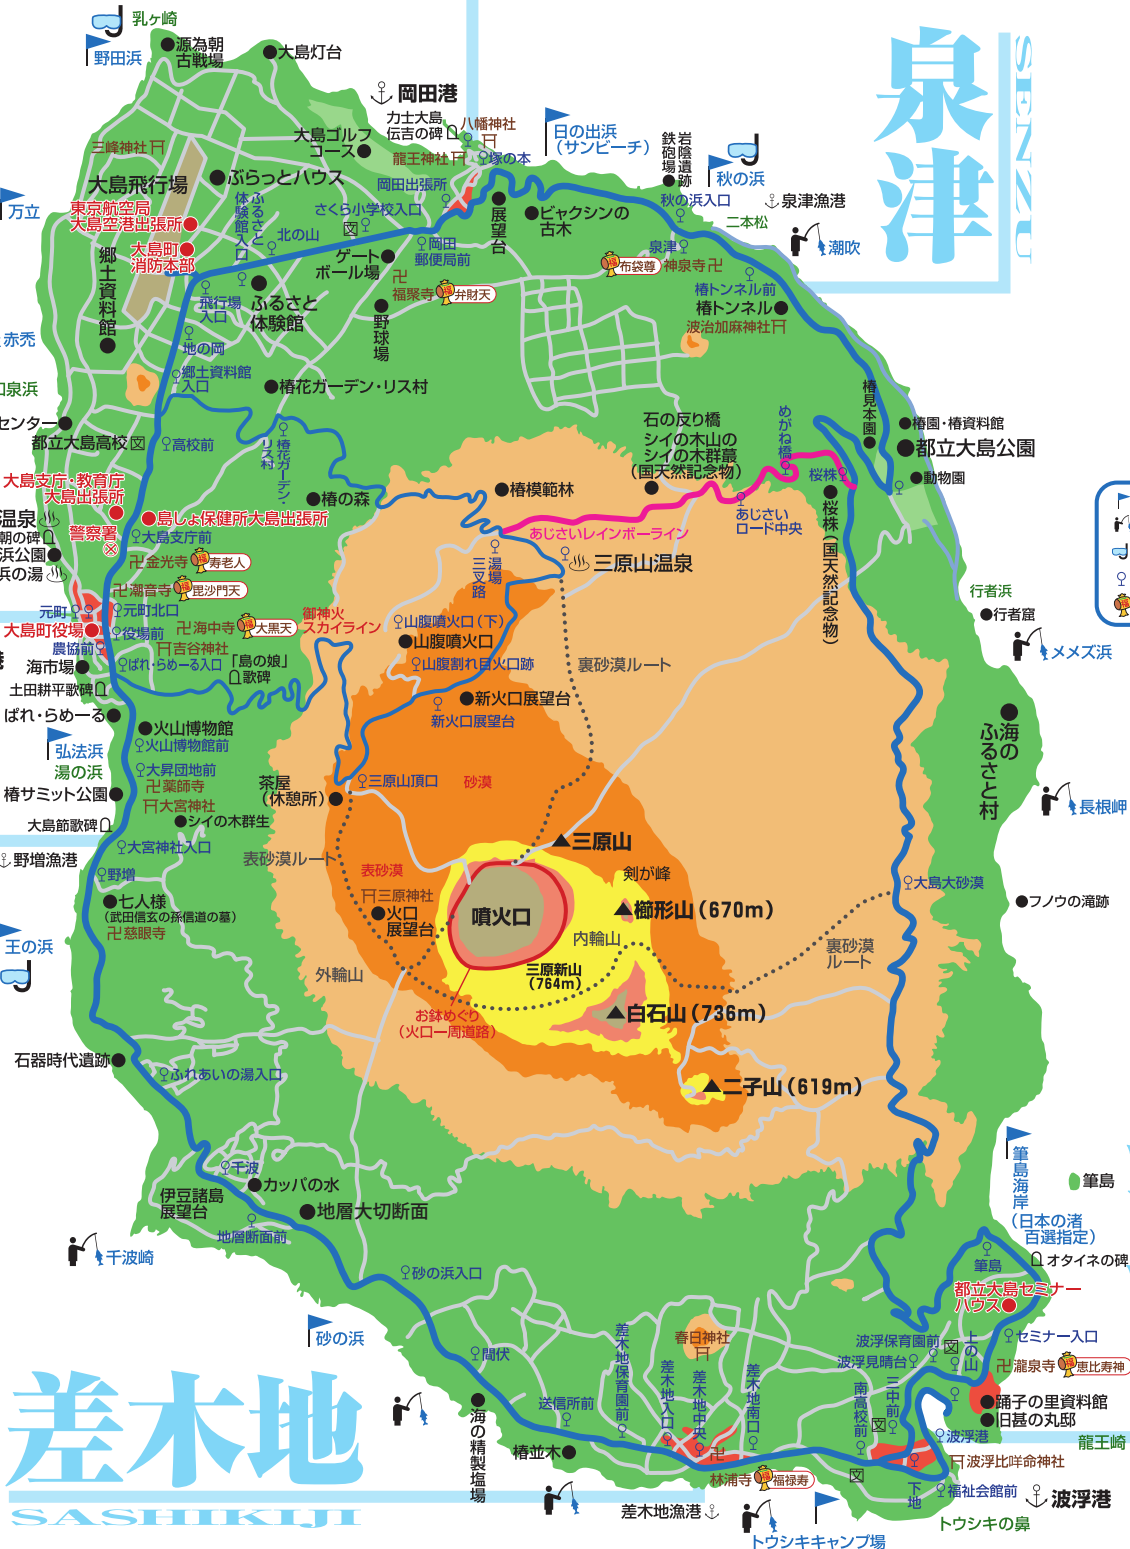 乳ヶ崎
野田浜
源為朝
古戦場
大島灯台
岡田港
力士大島
伝吉の碑
八幡神社
日の出浜
(サンビーチ)
鉄砲場
岩陰遺跡
秋の浜
泉津
SENZU
三峰神社
大島ゴルフ
コース
龍王神社
塚の本
秋の浜入口
泉津漁港
二本松
潮吹
万立
大島飛行場
ぶらっとハウス
岡田出張所
東京航空局
大島空港出張所
ふるさと
体験館入口
さくら小学校入口
展望台
ビャクシンの
古木
北の山
大島町
消防本部
岡田
郵便局前
泉津
布袋尊
神泉寺
ゲート
ボール場
郷土資料館
福聚寺
弁財天
椿トンネル前
椿トンネル
波治加麻神社
飛行場
入口
ふるさと
体験館
野球場
赤禿
地の岡
郷土資料館
入口
椿花ガーデン・リス村
泉浜
センター
都立大島高校
高校前
椿花ガーデン・
リス村
石の反り橋
シイの木山の
シイの木群叢
(国天然記念物)
めがね橋
椿見本園
椿園・椿資料館
都立大島公園
動物園
大島支庁・教育庁
大島出張所
椿の森
椿模範林
桜株
桜株(国天然記念物)
あじさい
ロード中央
温泉
島しょ保健所大島出張所
あじさいレインボーライン
警察署
朝の碑
大島支庁前
浜公園
浜の湯
金光寺
寿老人
湯場
三叉路
三原山温泉
潮音寺
毘沙門天
行者浜
行者窟
元町
元町北口
大島町役場
役場前
海中寺
大黒天
御神火
スカイライン
山腹噴火口(下)
山腹噴火口
農協前
吉谷神社
海市場
ぱれ・らめーる入口
「島の娘」
歌碑
山腹割れ目火口跡
裏砂漠ルート
メメズ浜
土田耕平歌碑
ぱれ・らめーる
新火口展望台
新火口展望台
火山博物館
火山博物館前
弘法浜
湯の浜
大昇団地前
薬師寺
海の
ふるさと村
椿サミット公園
大宮神社
シイの木群生
茶屋
(休憩所)
三原山頂口
砂漠
長根岬
大島節歌碑
三原山
大宮神社入口
表砂漠ルート
野増漁港
野増
表砂漠
剣が峰
大島大砂漠
三原神社
七人様
(武田信玄の孫信道の墓)
慈眼寺
火口
展望台
噴火口
櫛形山(670m)
フノウの滝跡
王の浜
内輪山
裏砂漠
ルート
外輪山
三原新山
(764m)
お鉢めぐり
(火口一周道路)
白石山(736m)
石器時代遺跡
ふれあいの湯入口
二子山(619m)
千波
カッパの水
伊豆諸島
展望台
地層大切断面
地層断面前
千波崎
筆島海岸
(日本の渚
百選指定)
筆島
筆島
オタイネの碑
砂の浜入口
都立大島セミナー
ハウス
砂の浜
間伏
差木地保育園前
春日神社
波浮保育園前
上の山
セミナー入口
波浮見晴台
瀧泉寺
恵比寿神
差木地
SASHIKIJI
海の精製塩場
送信所前
差木地入口
差木地中央
差木地南口
南高校前
三中前
踊子の里資料館
旧甚の丸邸
波浮港
龍王崎
椿並木
林浦寺
福禄寿
波浮比咩命神社
差木地漁港
下地
福祉会館前
波浮港
トウシキキャンプ場
トウシキの鼻